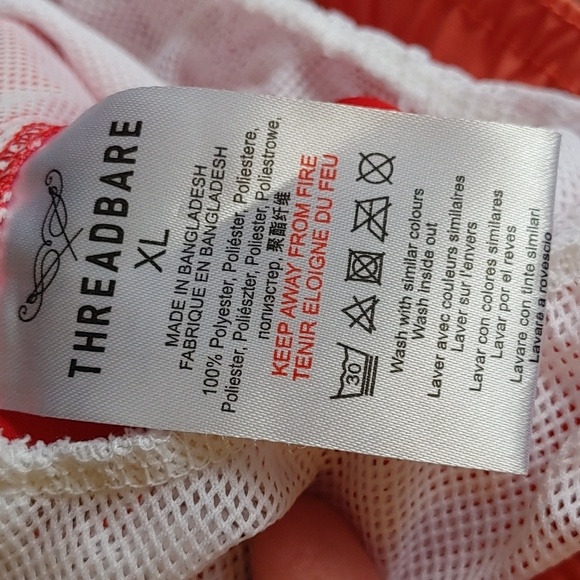 THREADBARE
XL
MADE IN BANGLADESH
FABRIQUE EN BANGLADESH
100% Polyester, Poliéster, Poliestere,
Poliester, Poliészter, Poliester, Poliestrowe,
полиэстер, 聚酯纤维
KEEP AWAY FROM FIRE
TENIR ELOIGNE DU FEU
30
Wash with similar colours
Wash inside out
Laver avec couleurs similaires
Laver sur l'envers
Lavar con colores similares
Lavar por el reves
Lavare con tinte similari
Lavare a rovescio